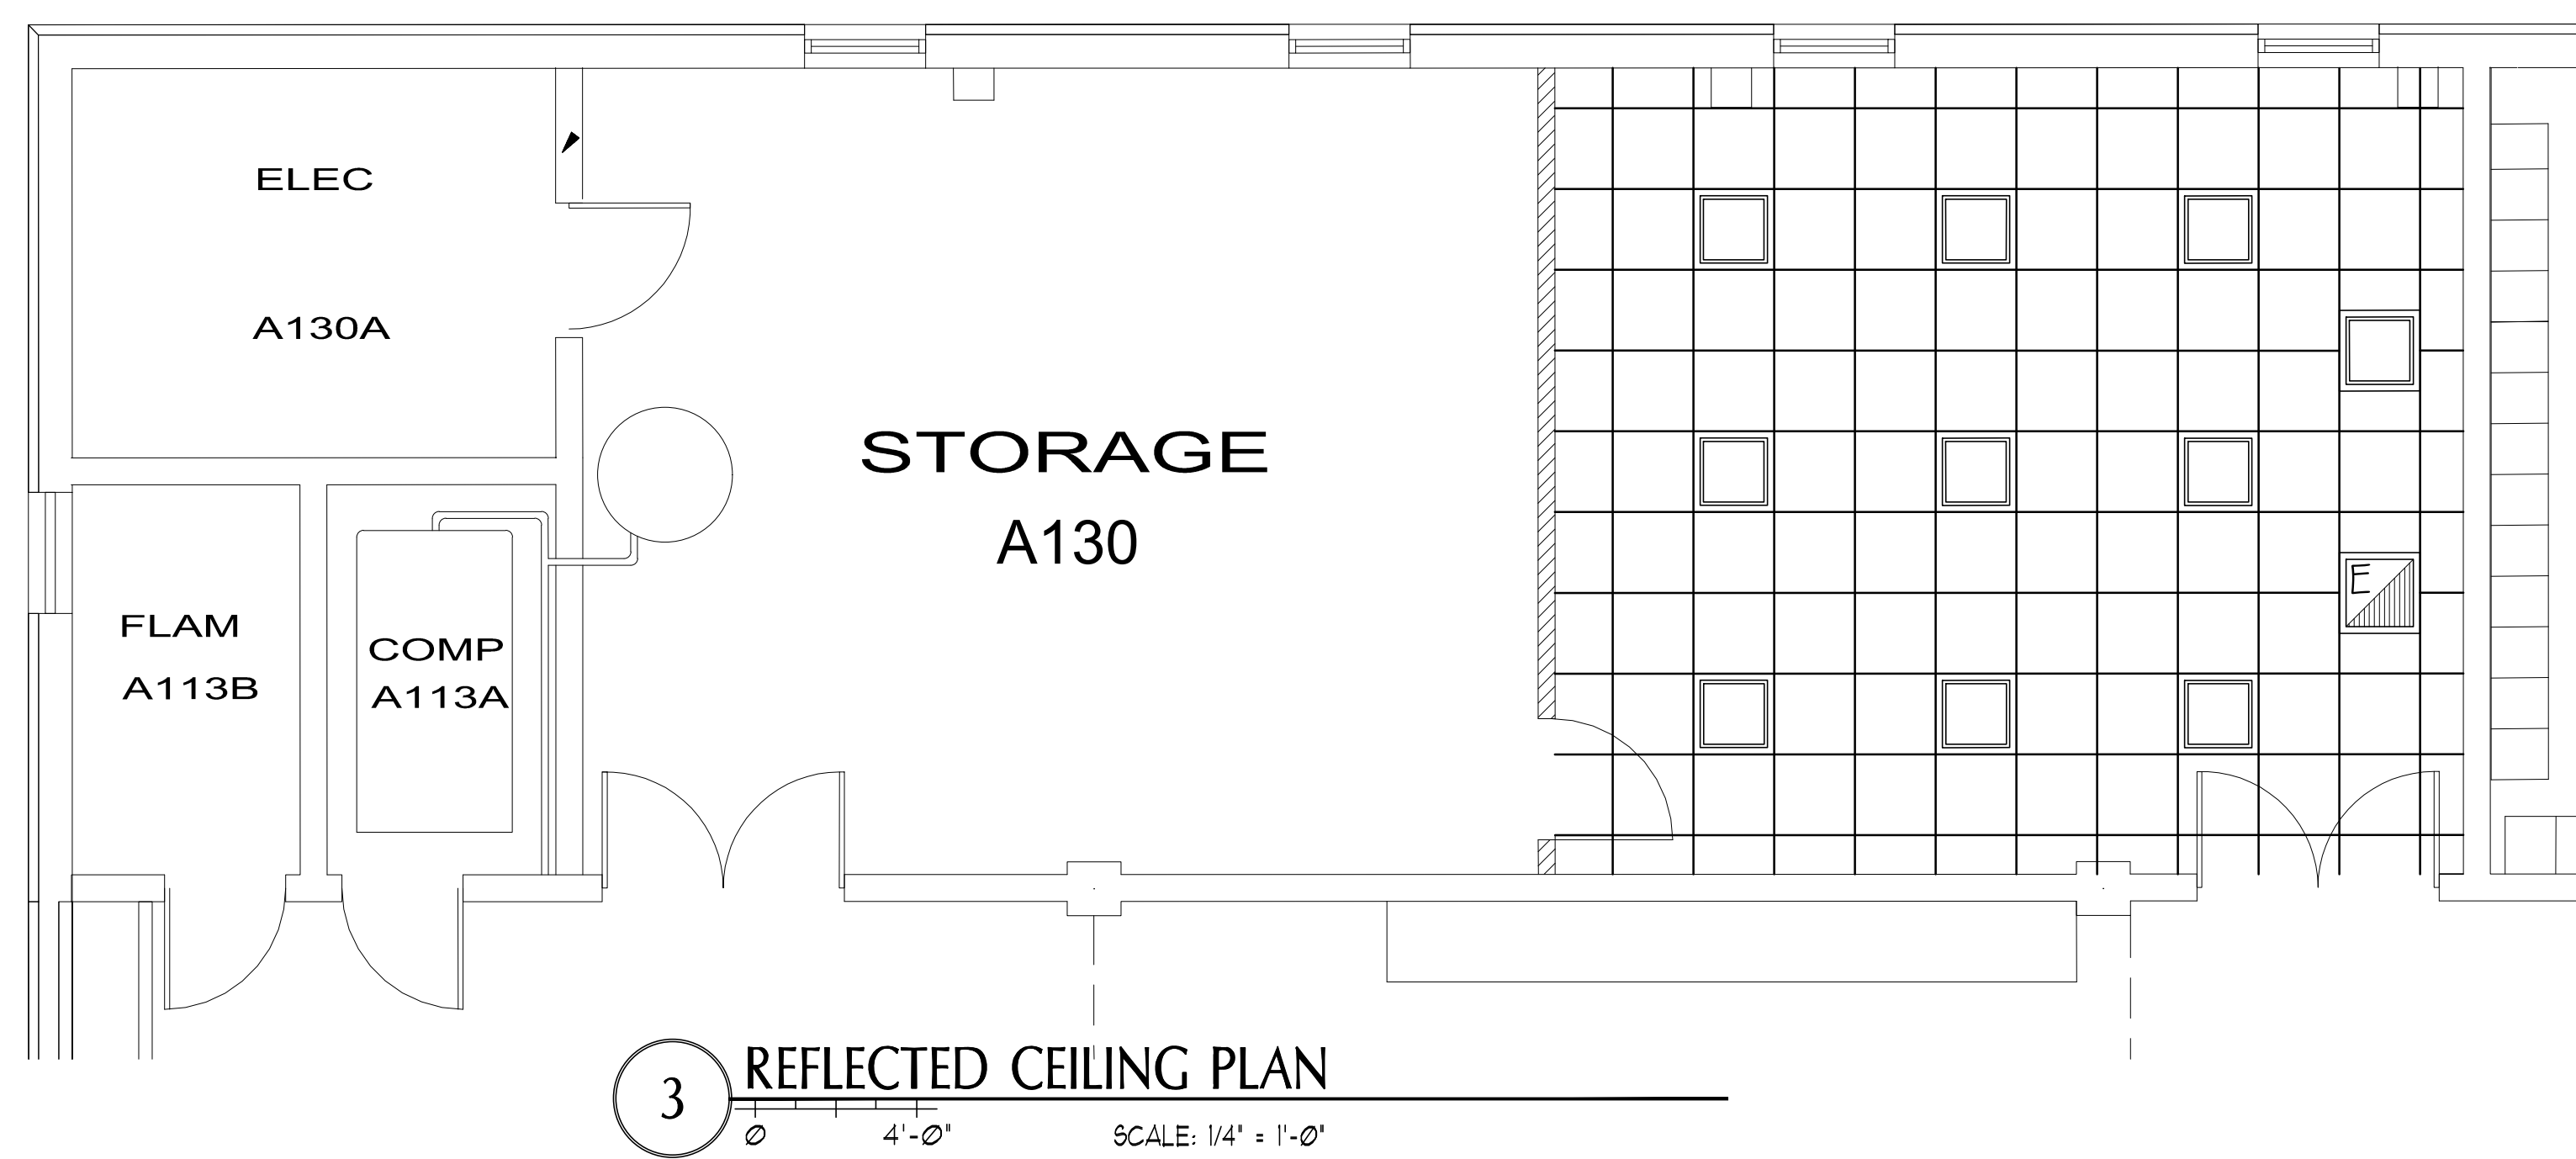 ELEC
A130A
STORAGE
A130
E
FLAM
A113B
COMP
A113A
3
REFLECTED CEILING PLAN
Ø 4'-Ø"
SCALE: 1/4" = 1'-Ø"